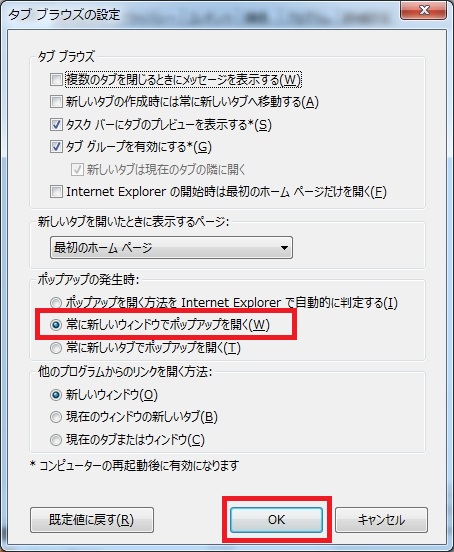 タブ ブラウズの設定
タブ ブラウズ
複数のタブを閉じるときにメッセージを表示する(W)
新しいタブの作成時には常に新しいタブへ移動する(A)
タスク バーにタブのプレビューを表示する*(S)
タブ グループを有効にする*(G)
新しいタブは現在のタブの隣に開く
Internet Explorer の開始時は最初のホーム ページだけを開く(F)
新しいタブを開いたときに表示するページ:
最初のホーム ページ
ポップアップの発生時:
ポップアップを開く方法を Internet Explorer で自動的に判定する(I)
常に新しいウィンドウでポップアップを開く(W)
常に新しいタブでポップアップを開く(T)
他のプログラムからのリンクを開く方法:
新しいウィンドウ(O)
現在のウィンドウの新しいタブ(B)
現在のタブまたはウィンドウ(C)
* コンピューターの再起動後に有効になります
既定値に戻す(R)
OK
キャンセル